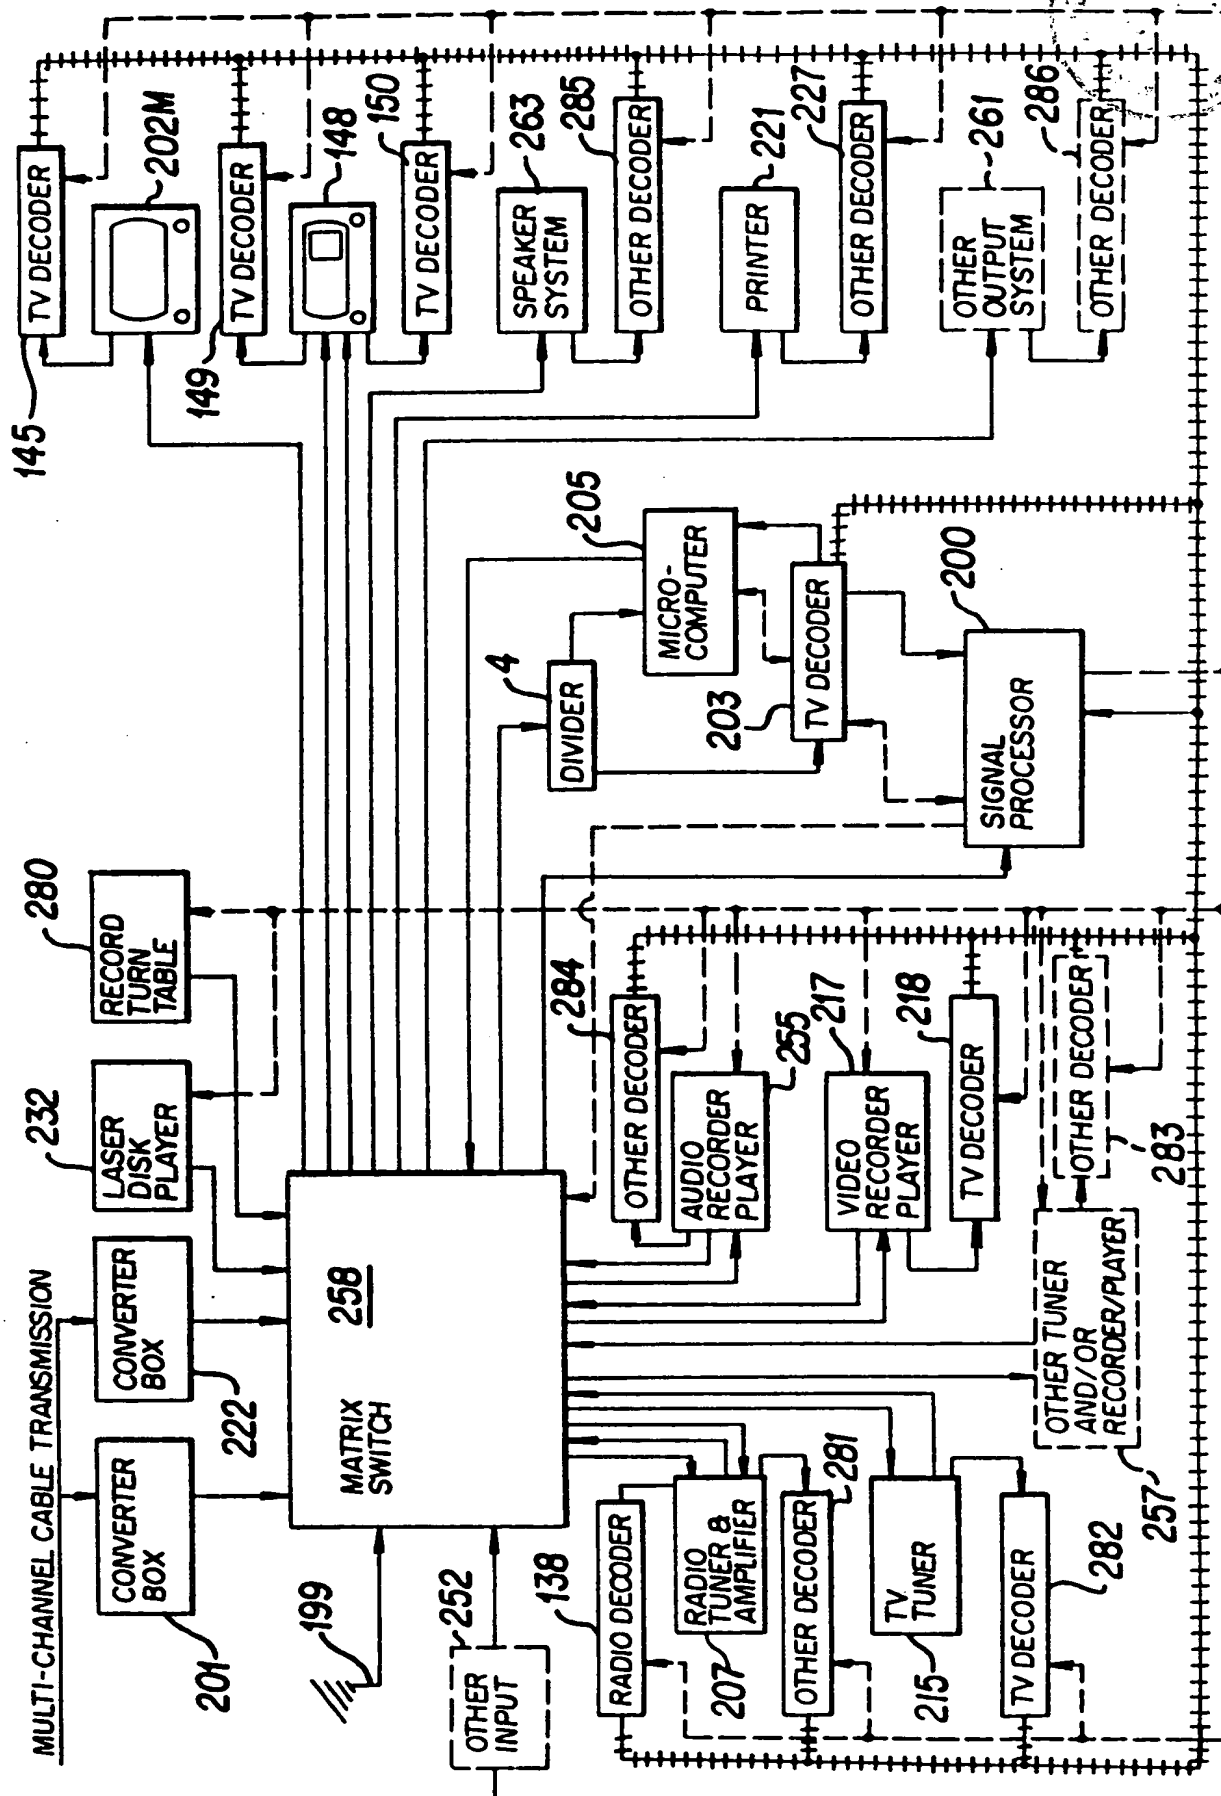 MULTI-CHANNEL CABLE TRANSMISSION
CONVERTER
BOX
201
CONVERTER
BOX
222
LASER
DISK
PLAYER
232
RECORD
TURN
TABLE
280
199
OTHER
INPUT
252
MATRIX
SWITCH
258
145
TV DECODER
202M
149
TV DECODER
148
TV DECODER
150
SPEAKER
SYSTEM
263
OTHER DECODER
285
PRINTER
221
OTHER DECODER
227
OTHER
OUTPUT
SYSTEM
261
OTHER DECODER
286
DIVIDER
4
MICRO-
COMPUTER
205
203
TV DECODER
SIGNAL
PROCESSOR
200
138
RADIO DECODER
RADIO
TUNER &
AMPLIFIER
207
OTHER DECODER
281
TV
TUNER
215
TV DECODER
282
OTHER DECODER
284
AUDIO
RECORDER
PLAYER
255
VIDEO
RECORDER
PLAYER
217
TV DECODER
218
OTHER TUNER
AND/OR
RECORDER/PLAYER
257
OTHER DECODER
283